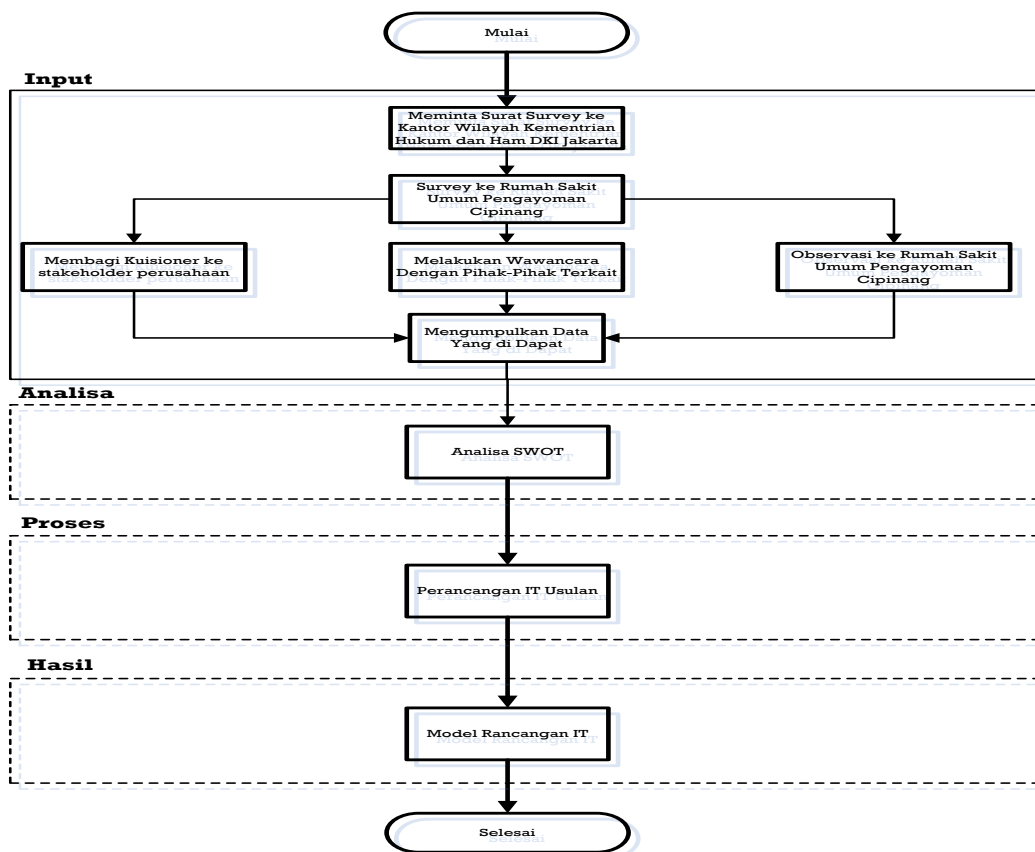 Mulai
Input
Meminta Surat Survey ke
Kantor Wilayah Kementrian
Hukum dan Ham DKI Jakarta
Survey ke Rumah Sakit
Umum Pengayoman
Cipinang
Membagi Kuisioner ke
stakeholder perusahaan
Melakukan Wawancara
Dengan Pihak-Pihak Terkait
Observasi ke Rumah Sakit
Umum Pengayoman
Cipinang
Mengumpulkan Data
Yang di Dapat
Analisa
Analisa SWOT
Proses
Perancangan IT Usulan
Hasil
Model Rancangan IT
Selesai